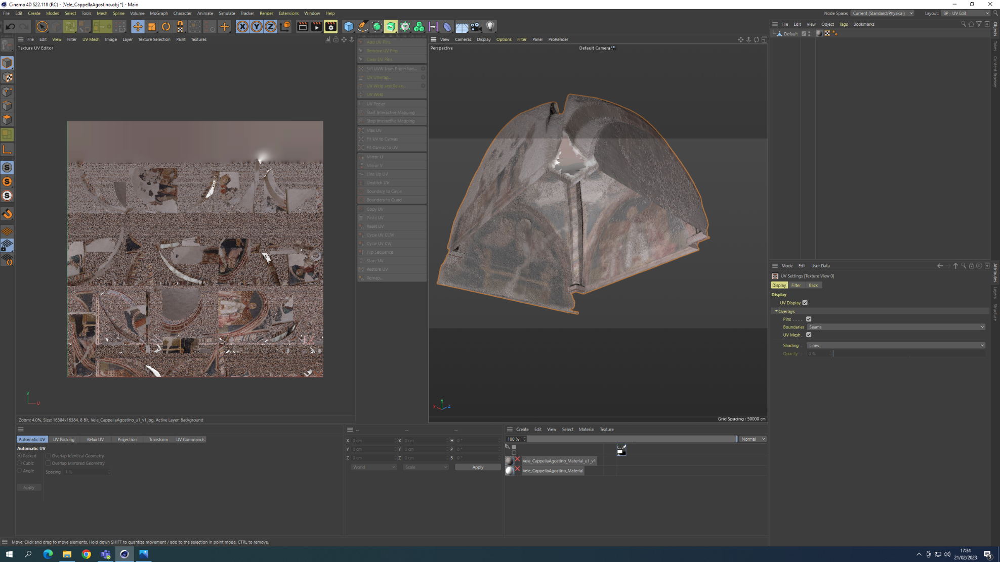 Cinema 4D S22.118 (RC) - [Vele_CappellaAgostino.obj *] - Main
File Edit Create Modes Select Tools Mesh Spline Volume MoGraph Character Animate Simulate Tracker Render Extensions Window Help
Node Space: Current (Standard/Physical) Layout: BP - UV Edit
File Edit View Filter UV Mesh Image Layer Texture Selection Paint Textures
Texture UV Editor
Zoom: 4.0%, Size: 16384x16384, 8 Bit, Vele_CappellaAgostino_u1_v1.jpg, Active Layer: Background
V
U
Add UV Pins
Remove UV Pins
Clear UV Pins
Set UVW from Projection...
UV Unwrap...
UV Weld and Relax...
UV Weld
UV Peeler
Start Interactive Mapping
Stop Interactive Mapping
Max UV
Fit UV to Canvas
Fit Canvas to UV
Mirror U
Mirror V
Line Up UV
Unstitch UV
Boundary to Circle
Boundary to Quad
Copy UV
Paste UV
Reset UV
Cycle UV CCW
Cycle UV CW
Flip Sequence
Store UV
Restore UV
Remap...
View Cameras Display Options Filter Panel ProRender
Perspective
Default Camera
Y
X Z
Grid Spacing : 50000 cm
File Edit View Object Tags Bookmarks
Default
Objects
Takes
Content Browser
Mode Edit User Data
UV Settings [Texture View 0]
Display Filter Back
Display
UV Display
Overlays
Pins . . . .
Boundaries Seams
UV Mesh .
Shading . Lines
Opacity . . 0 %
Attributes
Layers
Structure
Automatic UV UV Packing Relax UV Projection Transform UV Commands
Automatic UV
Packed Overlap Identical Geometry
Cubic Overlap Mirrored Geometry
Angle Spacing 1 %
Apply
-- -- --
X 0 cm X 0 cm H 0 °
Y 0 cm Y 0 cm P 0 °
Z 0 cm Z 0 cm B 0 °
World Scale Apply
Create Edit View Select Material Texture
100 % Normal
Vele_CappellaAgostino_Material_u1_v1
Vele_CappellaAgostino_Material
Move: Click and drag to move elements. Hold down SHIFT to quantize movement / add to the selection in point mode, CTRL to remove.
17:34
21/02/2023
3